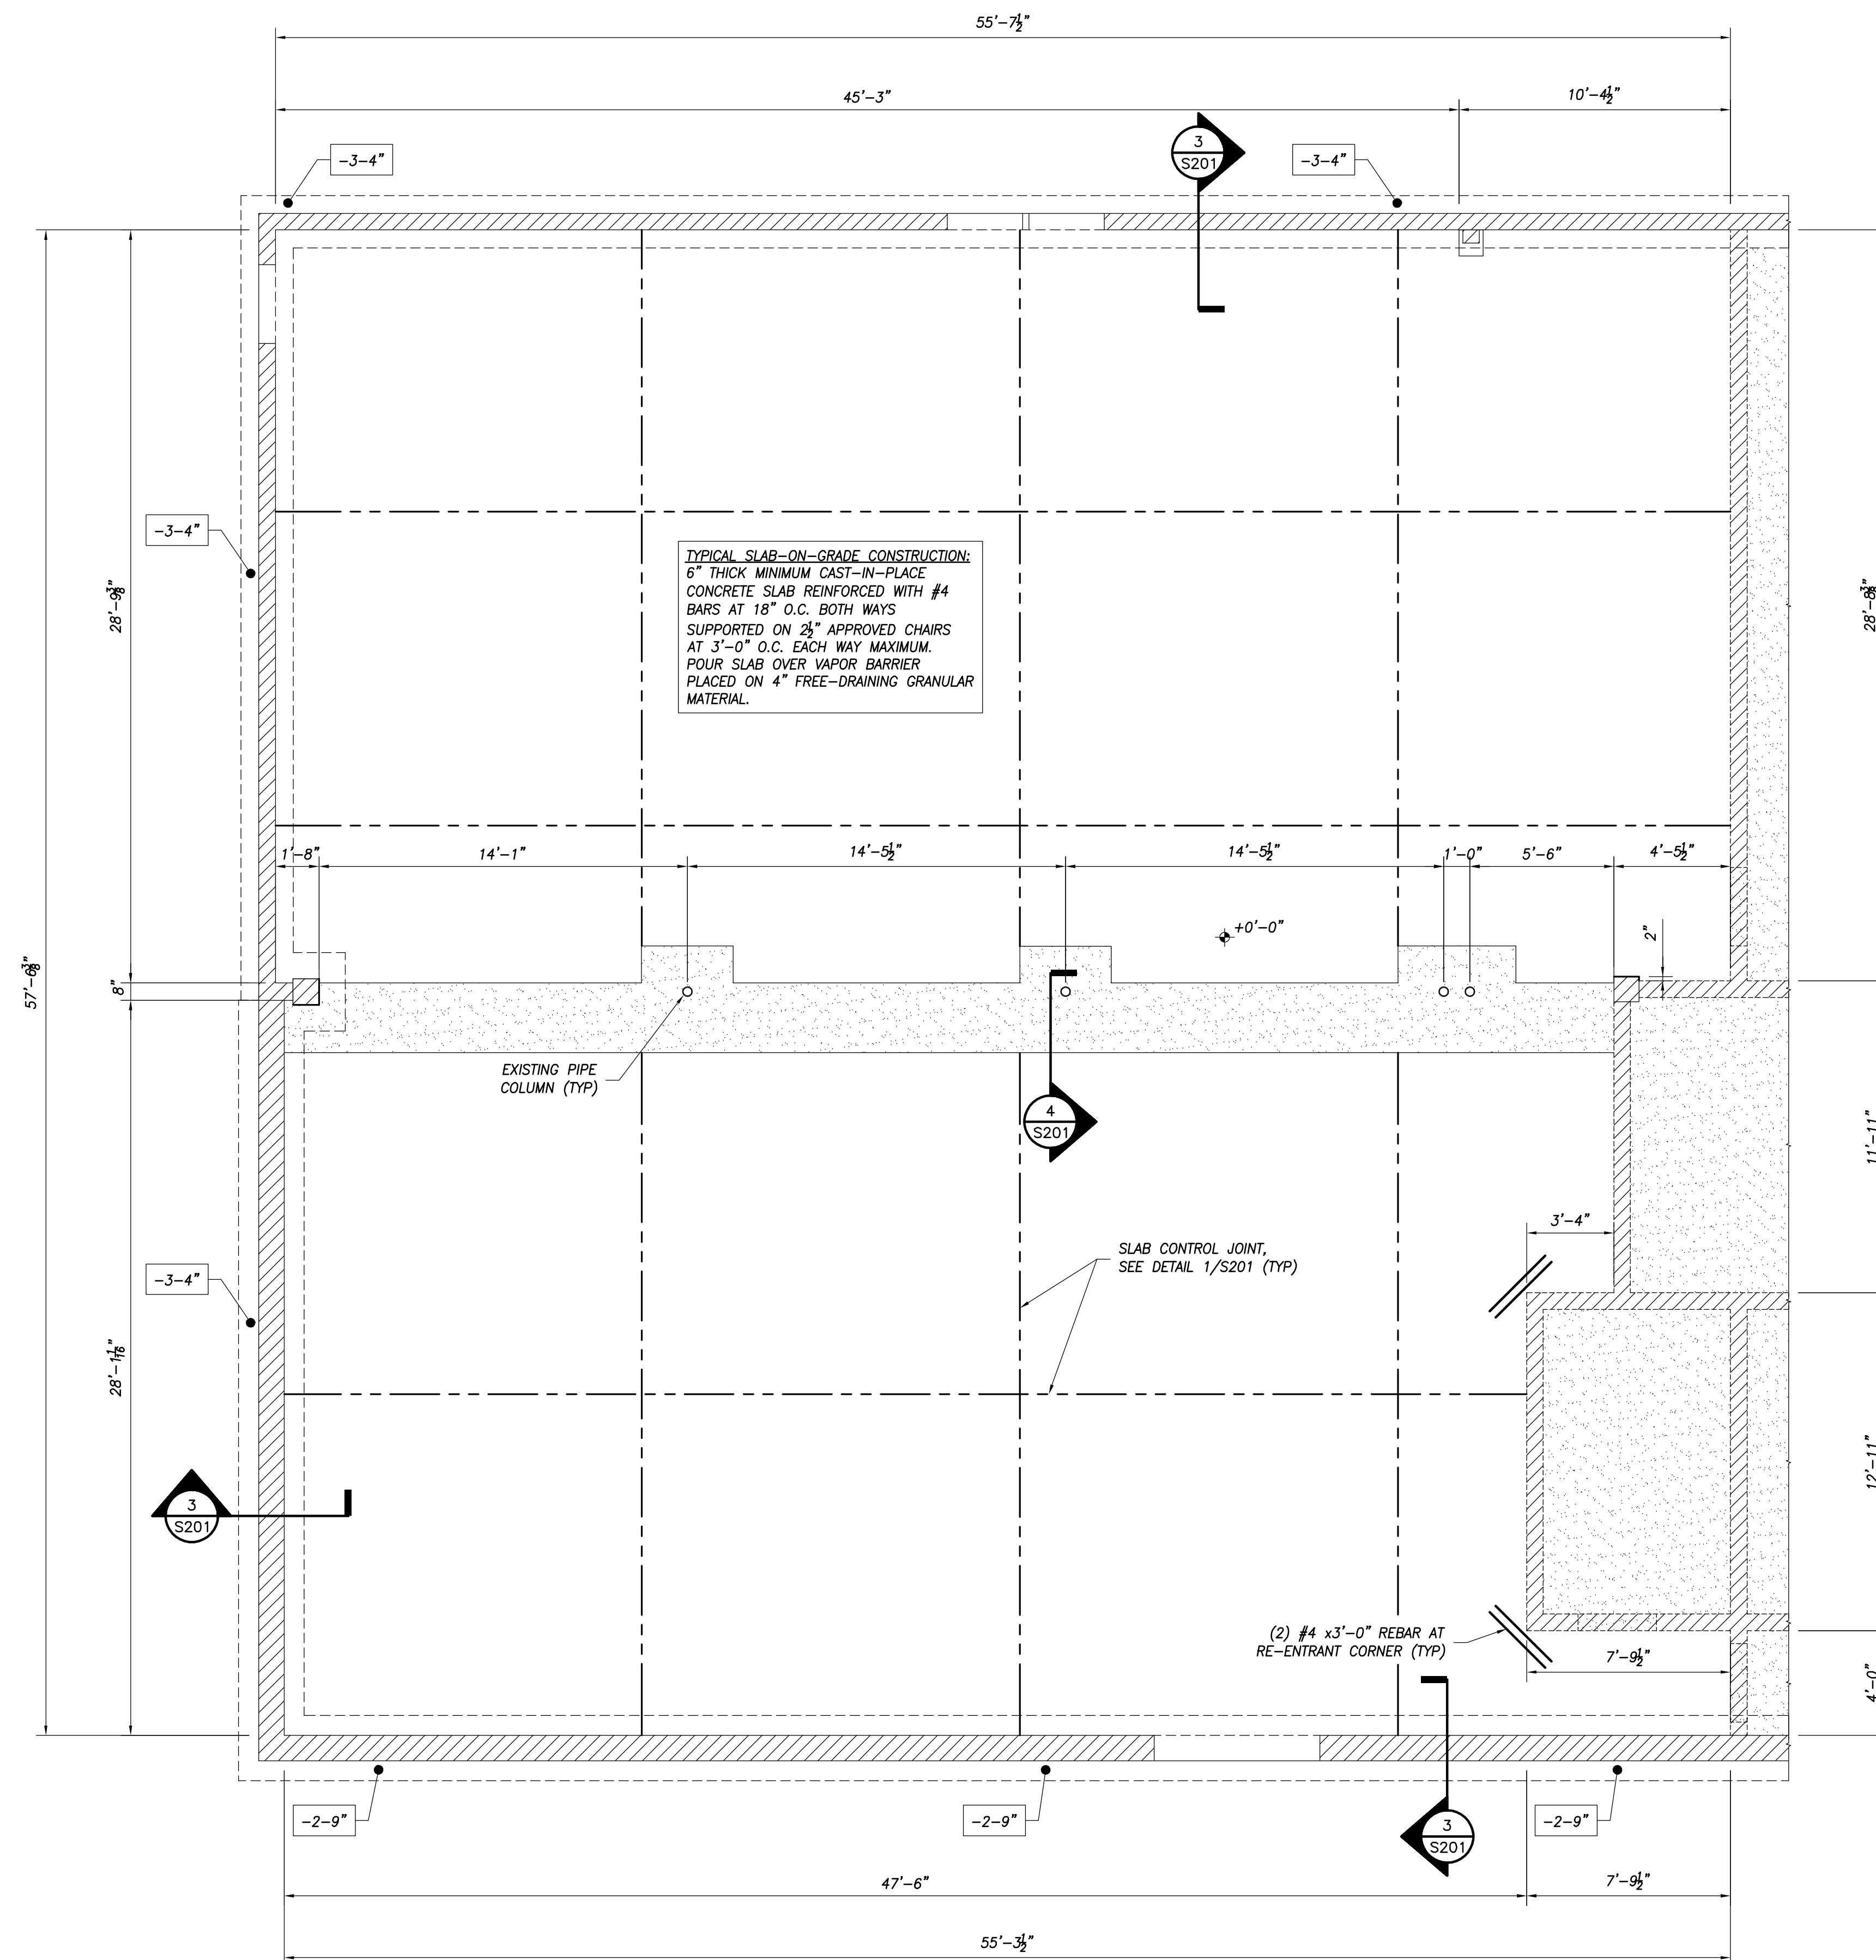 55'-7½"
45'-3"
10'-4½"
-3-4"
3
S201
-3-4"
-3-4"
28'-9⅜"
28'-8⅜"
TYPICAL SLAB-ON-GRADE CONSTRUCTION:
6" THICK MINIMUM CAST-IN-PLACE
CONCRETE SLAB REINFORCED WITH #4
BARS AT 18" O.C. BOTH WAYS
SUPPORTED ON 2½" APPROVED CHAIRS
AT 3'-0" O.C. EACH WAY MAXIMUM.
POUR SLAB OVER VAPOR BARRIER
PLACED ON 4" FREE-DRAINING GRANULAR
MATERIAL.
1'-8"
14'-1"
14'-5½"
14'-5½"
1'-0"
5'-6"
4'-5½"
+0'-0"
2"
8"
EXISTING PIPE
COLUMN (TYP)
4
S201
11'-11"
3'-4"
SLAB CONTROL JOINT,
SEE DETAIL 1/S201 (TYP)
-3-4"
12'-11"
3
S201
(2) #4 x3'-0" REBAR AT
RE-ENTRANT CORNER (TYP)
7'-9½"
4'-0"
-2-9"
-2-9"
3
S201
-2-9"
47'-6"
7'-9½"
55'-3½"